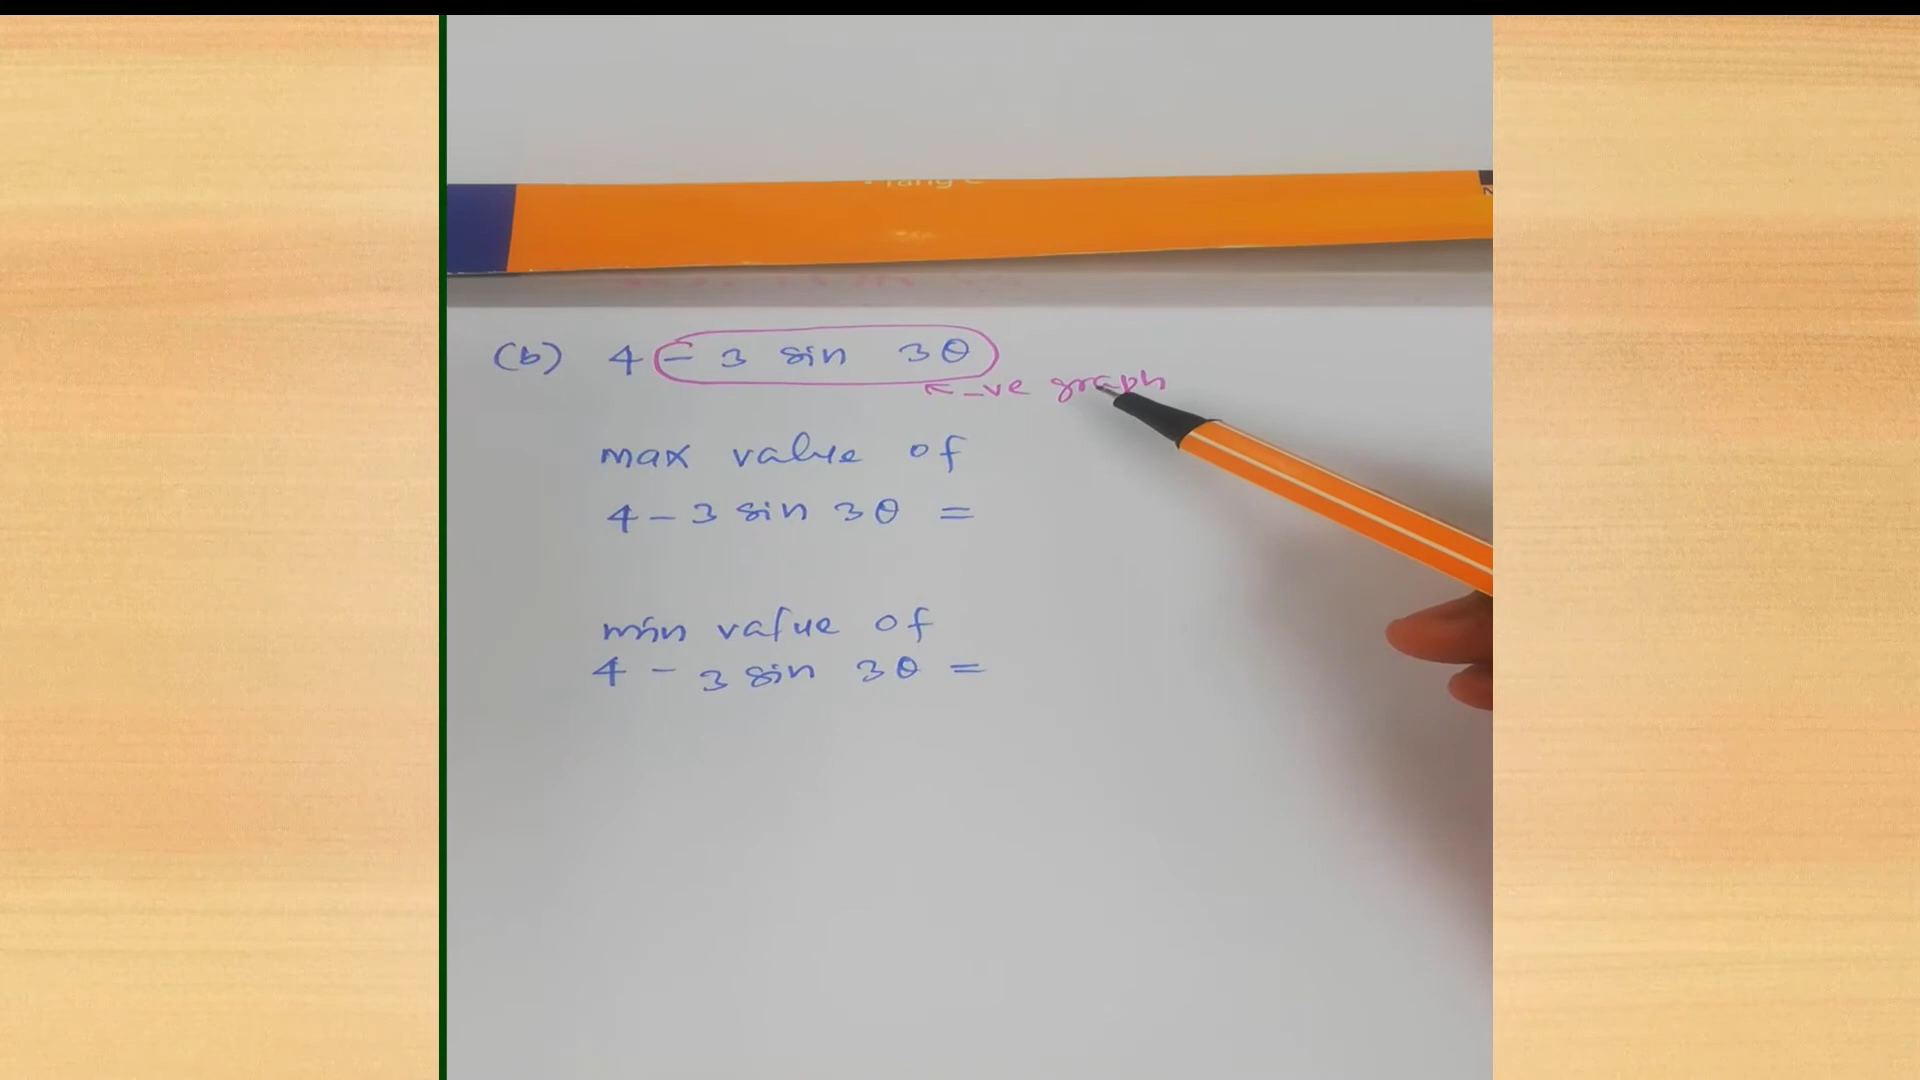 (b) 4 - 3 sin 3θ
← -ve graph
max value of
4 - 3 sin 3θ =
min value of
4 - 3 sin 3θ =